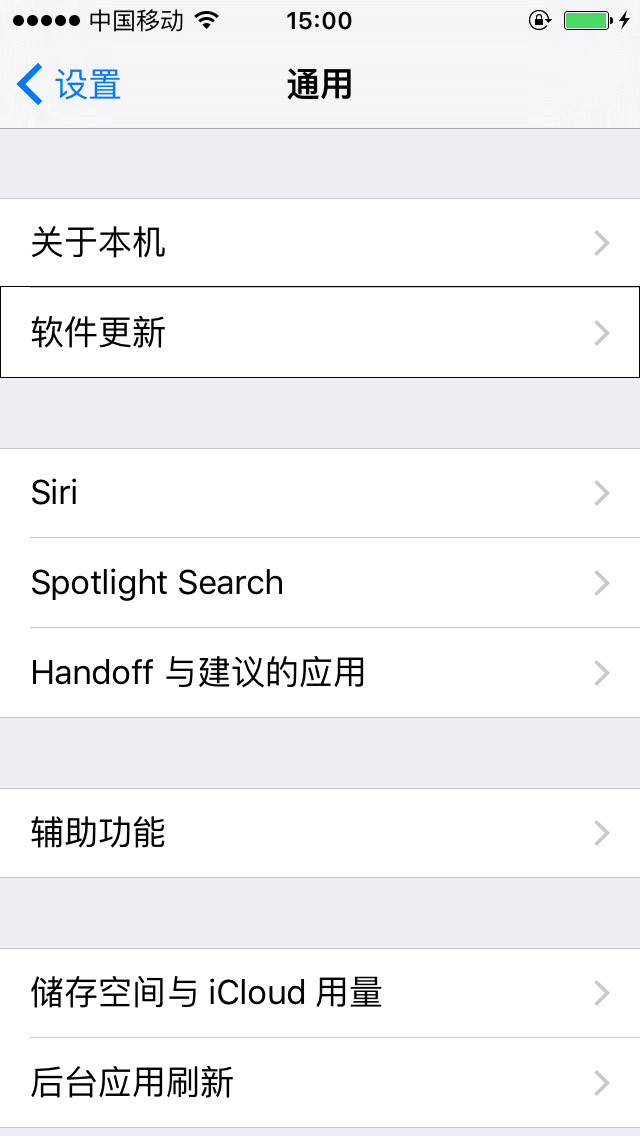 中国移动 15:00
设置 通用
关于本机
软件更新
Siri
Spotlight Search
Handoff 与建议的应用
辅助功能
储存空间与 iCloud 用量
后台应用刷新